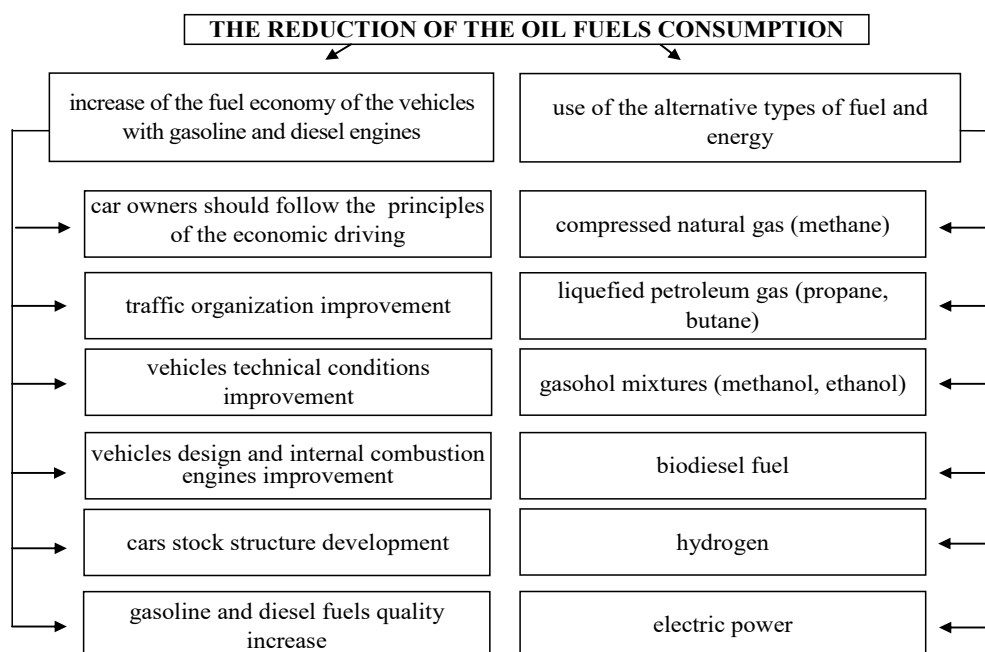 THE REDUCTION OF THE OIL FUELS CONSUMPTION
increase of the fuel economy of the vehicles
with gasoline and diesel engines
use of the alternative types of fuel and
energy
car owners should follow the principles
of the economic driving
compressed natural gas (methane)
traffic organization improvement
liquefied petroleum gas (propane,
butane)
vehicles technical conditions
improvement
gasohol mixtures (methanol, ethanol)
vehicles design and internal combustion
engines improvement
biodiesel fuel
cars stock structure development
hydrogen
gasoline and diesel fuels quality
increase
electric power